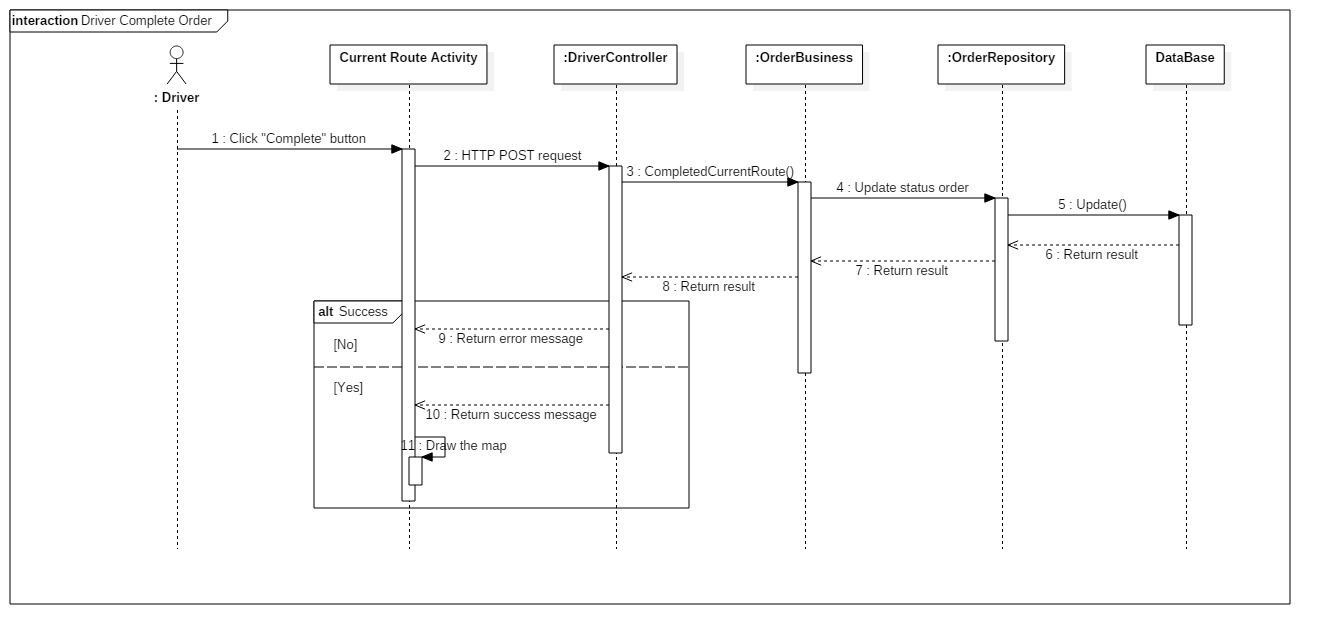 interaction Driver Complete Order
Current Route Activity
:DriverController
:OrderBusiness
:OrderRepository
DataBase
: Driver
1 : Click "Complete" button
2 : HTTP POST request
3 : CompletedCurrentRoute()
4 : Update status order
5 : Update()
6 : Return result
7 : Return result
8 : Return result
alt Success
9 : Return error message
[No]
[Yes]
10 : Return success message
11 : Draw the map